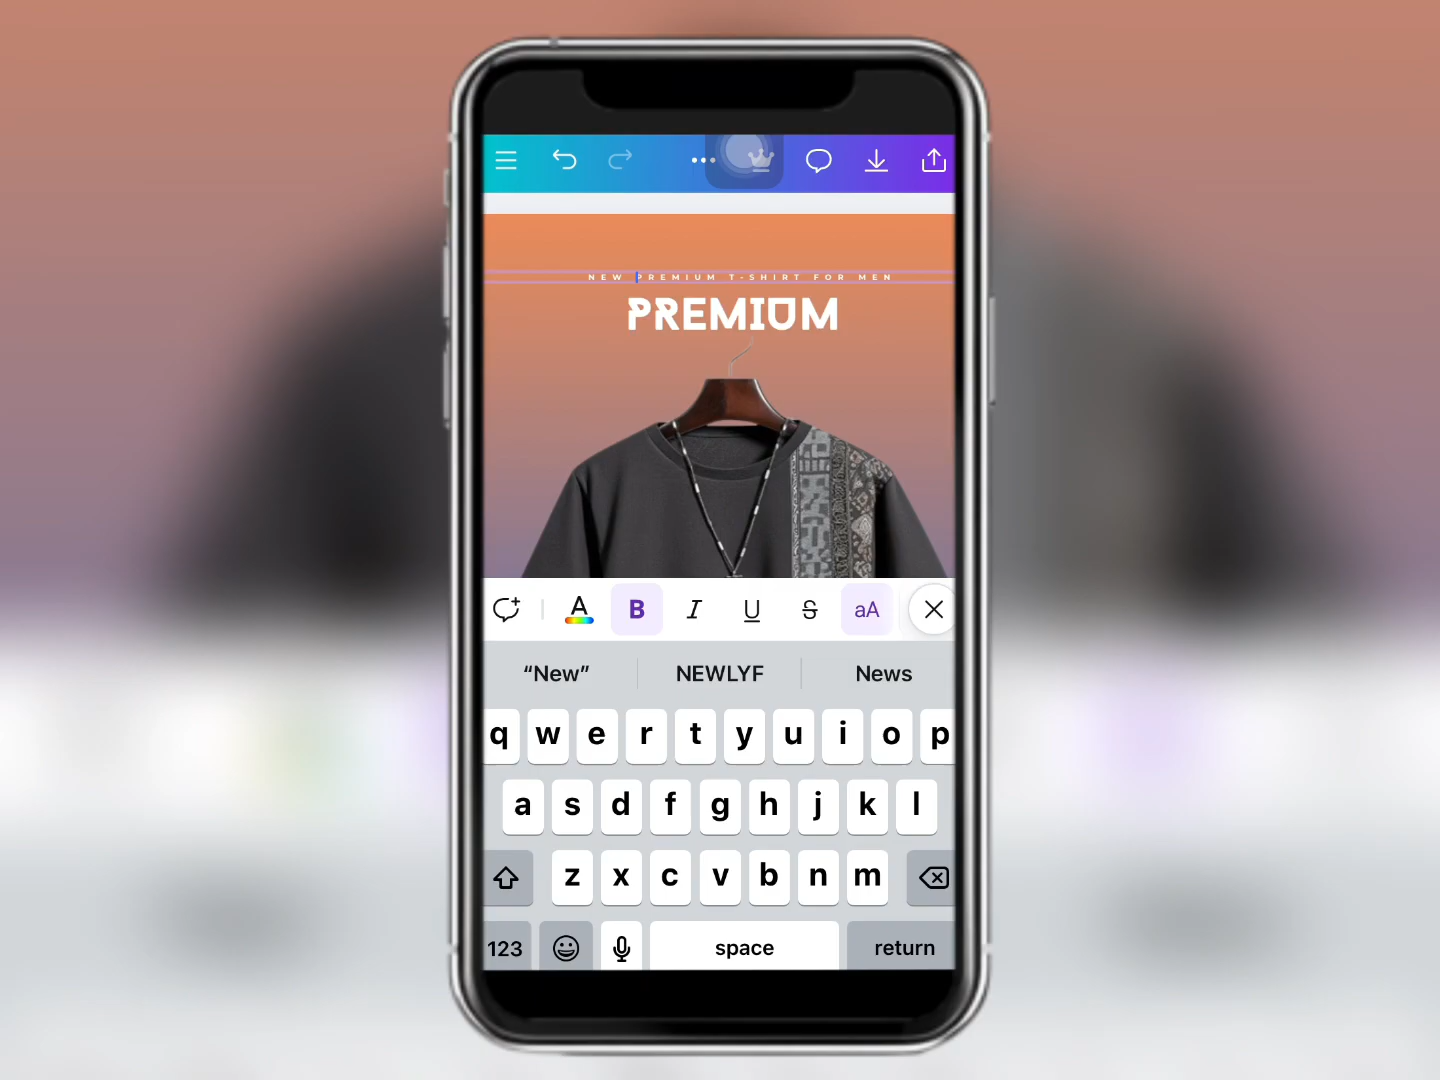 NEW PREMIUM T-SHIRT FOR MEN
PREMIUM
A B I U S aA
“New” NEWLYF News
q w e r t y u i o p
a s d f g h j k l
z x c v b n m
123 space return